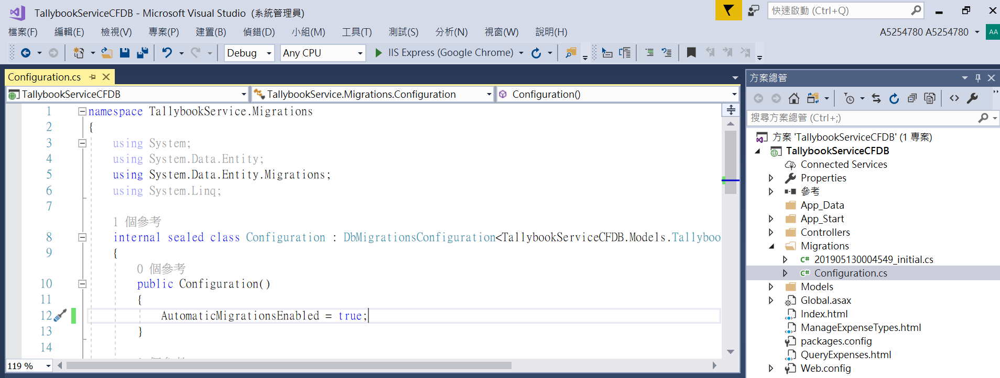 TallybookServiceCFDB - Microsoft Visual Studio (系統管理員)
快速啟動 (Ctrl+Q)
檔案(F) 編輯(E) 檢視(V) 專案(P) 建置(B) 偵錯(D) 小組(M) 工具(T) 測試(S) 分析(N) 視窗(W) 說明(H)
A5254780 A5254780 AA
Debug Any CPU IIS Express (Google Chrome)
Configuration.cs
TallybookServiceCFDB TallybookService.Migrations.Configuration Configuration()
1 namespace TallybookService.Migrations
2 {
3 using System;
4 using System.Data.Entity;
5 using System.Data.Entity.Migrations;
6 using System.Linq;
7
1 個參考
8 internal sealed class Configuration : DbMigrationsConfiguration<TallybookServiceCFDB.Models.Tallyboo
9 {
0 個參考
10 public Configuration()
11 {
12 AutomaticMigrationsEnabled = true;
13 }
14
119 %
方案總管
搜尋方案總管 (Ctrl+;)
方案 'TallybookServiceCFDB' (1 專案)
TallybookServiceCFDB
Connected Services
Properties
參考
App_Data
App_Start
Controllers
Migrations
C# 201905130004549_initial.cs
C# Configuration.cs
Models
Global.asax
Index.html
ManageExpenseTypes.html
packages.config
QueryExpenses.html
Web.config